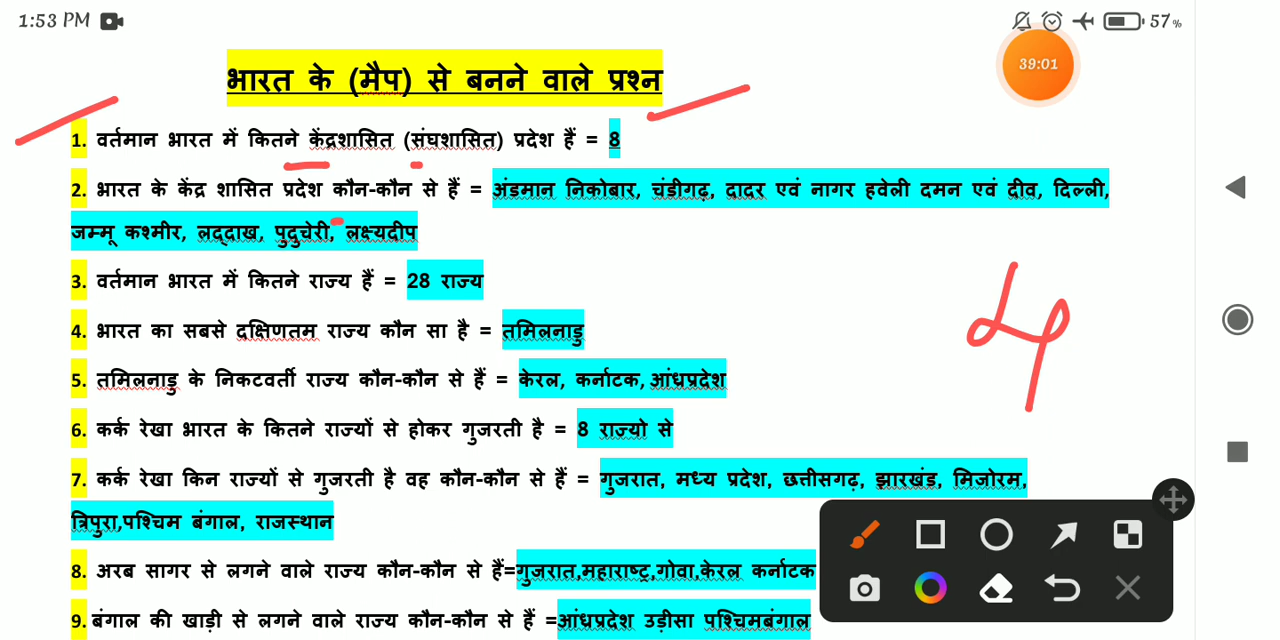 1:53 PM
57%
39:01
भारत के (मैप) से बनने वाले प्रश्न
1. वर्तमान भारत में कितने केंद्रशासित (संघशासित) प्रदेश हैं = 8
2. भारत के केंद्र शासित प्रदेश कौन-कौन से हैं = अंडमान निकोबार, चंडीगढ़, दादर एवं नागर हवेली दमन एवं दीव, दिल्ली,
जम्मू कश्मीर, लद्दाख, पुदुचेरी, लक्ष्यदीप
3. वर्तमान भारत में कितने राज्य हैं = 28 राज्य
4. भारत का सबसे दक्षिणतम राज्य कौन सा है = तमिलनाडु
5. तमिलनाडु के निकटवर्ती राज्य कौन-कौन से हैं = केरल, कर्नाटक,आंध्रप्रदेश
6. कर्क रेखा भारत के कितने राज्यों से होकर गुजरती है = 8 राज्यो से
7. कर्क रेखा किन राज्यों से गुजरती है वह कौन-कौन से हैं = गुजरात, मध्य प्रदेश, छत्तीसगढ़, झारखंड, मिजोरम,
त्रिपुरा,पश्चिम बंगाल, राजस्थान
8. अरब सागर से लगने वाले राज्य कौन-कौन से हैं=गुजरात,महाराष्ट्र,गोवा,केरल कर्नाटक
9. बंगाल की खाड़ी से लगने वाले राज्य कौन-कौन से हैं =आंध्रप्रदेश उड़ीसा पश्चिमबंगाल
4